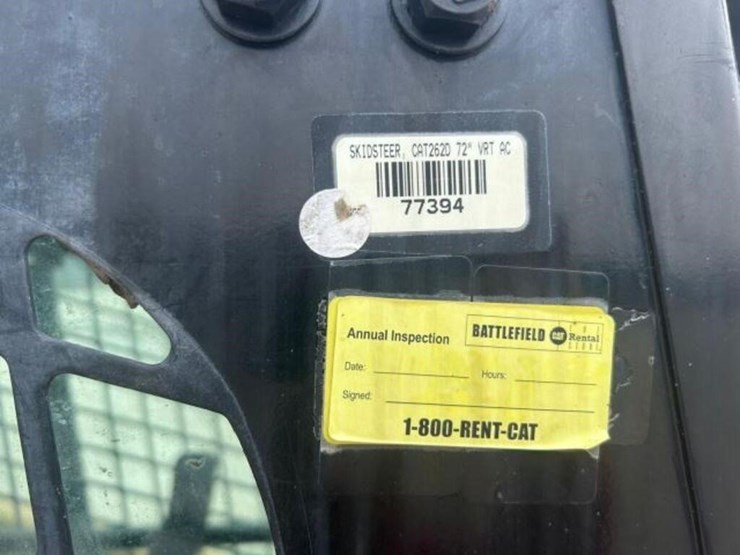 SKIDSTEER, CAT262D 72" VRT AC
77394
Annual Inspection
BATTLEFIELD CAT Rental
Date:
Hours:
Signed:
1-800-RENT-CAT